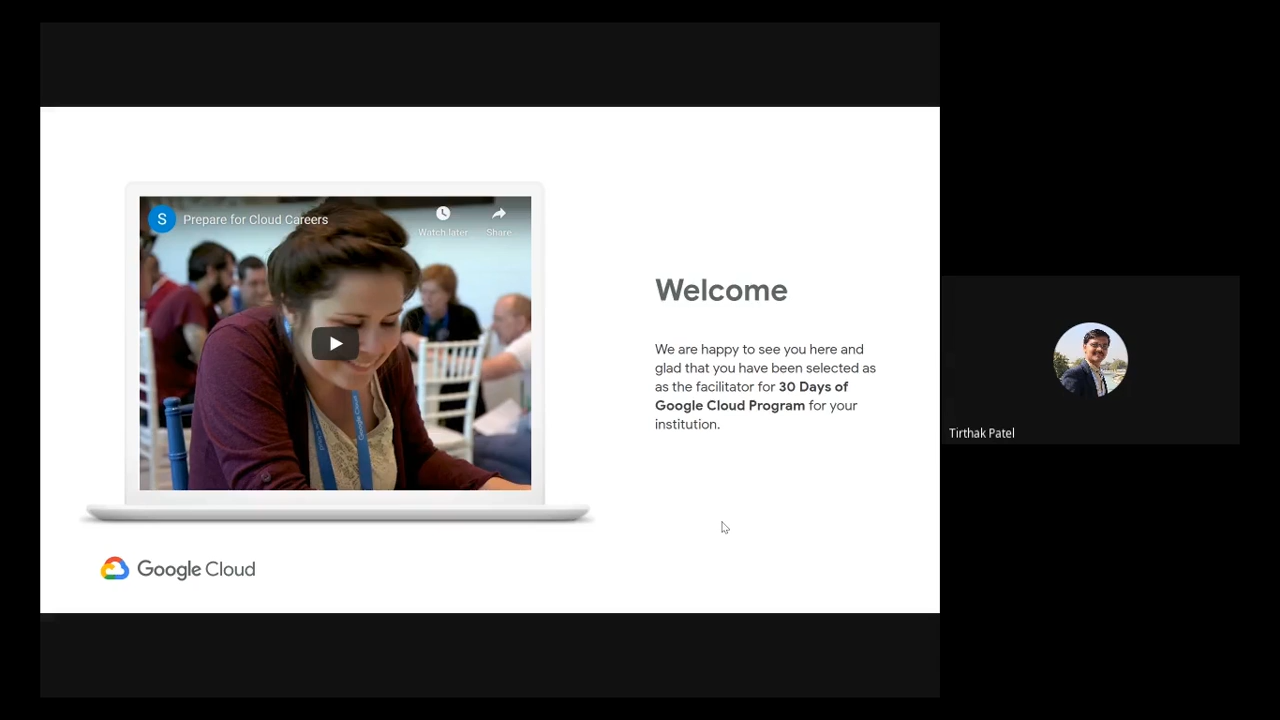 S
Prepare for Cloud Careers
Watch later
Share
Welcome
We are happy to see you here and
glad that you have been selected as
as the facilitator for 30 Days of
Google Cloud Program for your
institution.
Tirthak Patel
Google Cloud
Google Cloud